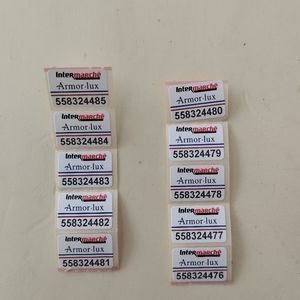 Intermarché
Armor-lux
558324485
Intermarché
Armor-lux
558324484
Intermarché
Armor-lux
558324483
Intermarché
Armor-lux
558324482
Intermarché
Armor-lux
558324481
Intermarché
Armor-lux
558324480
Intermarché
Armor-lux
558324479
Intermarché
Armor-lux
558324478
Intermarché
Armor-lux
558324477
Intermarché
Armor-lux
558324476